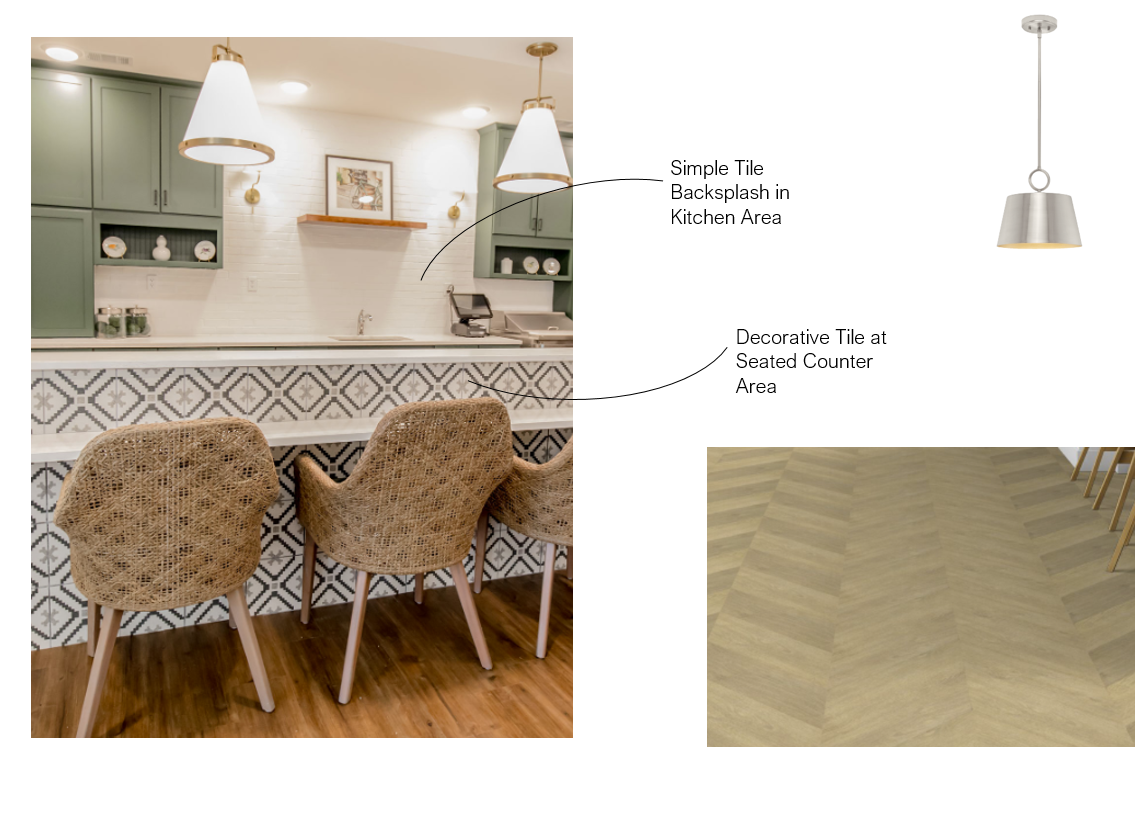 Simple Tile
Backsplash in
Kitchen Area
Decorative Tile at
Seated Counter
Area